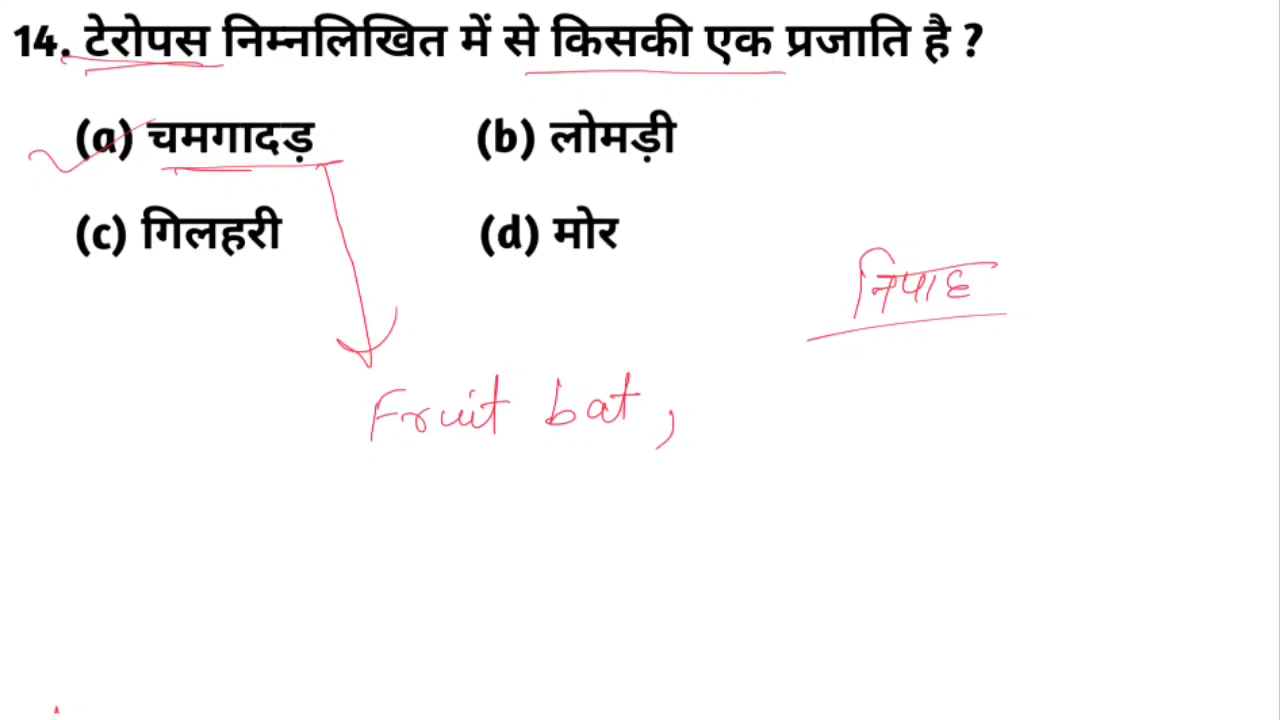 14. टेरोपस निम्नलिखित में से किसकी एक प्रजाति है ?
(a) चमगादड़ (b) लोमड़ी
(c) गिलहरी (d) मोर
निपाह
Fruit bat,